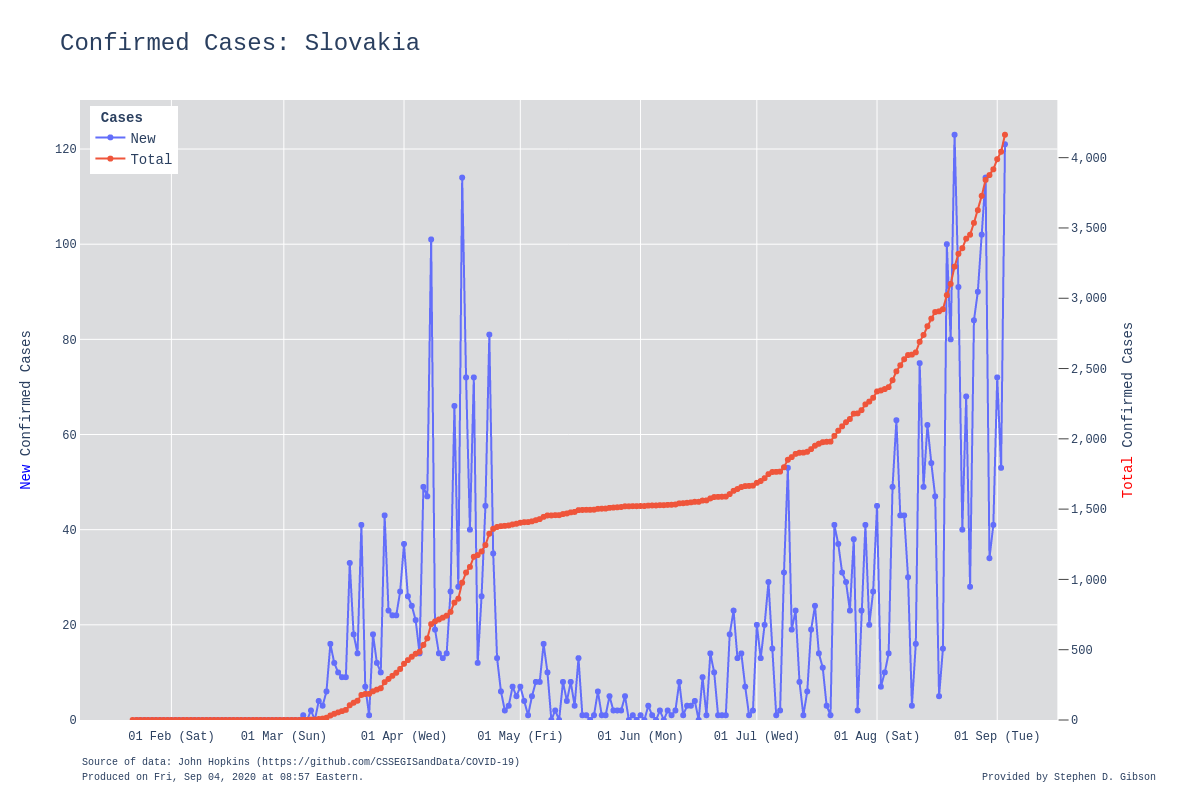 Confirmed Cases: Slovakia
Cases
New
Total
120
100
80
60
40
20
0
4,000
3,500
3,000
2,500
2,000
1,500
1,000
500
0
New Confirmed Cases
Total Confirmed Cases
01 Feb (Sat)
01 Mar (Sun)
01 Apr (Wed)
01 May (Fri)
01 Jun (Mon)
01 Jul (Wed)
01 Aug (Sat)
01 Sep (Tue)
Source of data: John Hopkins (https://github.com/CSSEGISandData/COVID-19)
Produced on Fri, Sep 04, 2020 at 08:57 Eastern.
Provided by Stephen D. Gibson